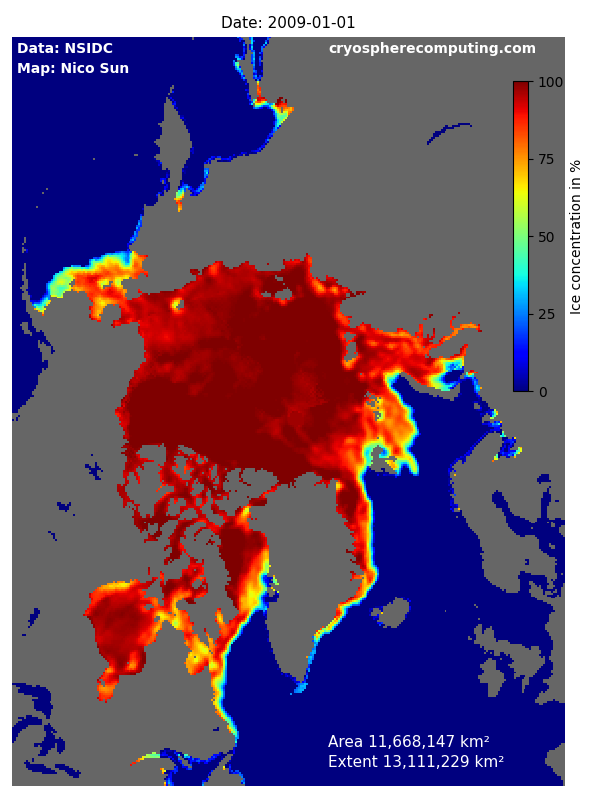 Date: 2009-01-01
Data: NSIDC
Map: Nico Sun
cryospherecomputing.com
100
75
50
25
0
Ice concentration in %
Area 11,668,147 km²
Extent 13,111,229 km²